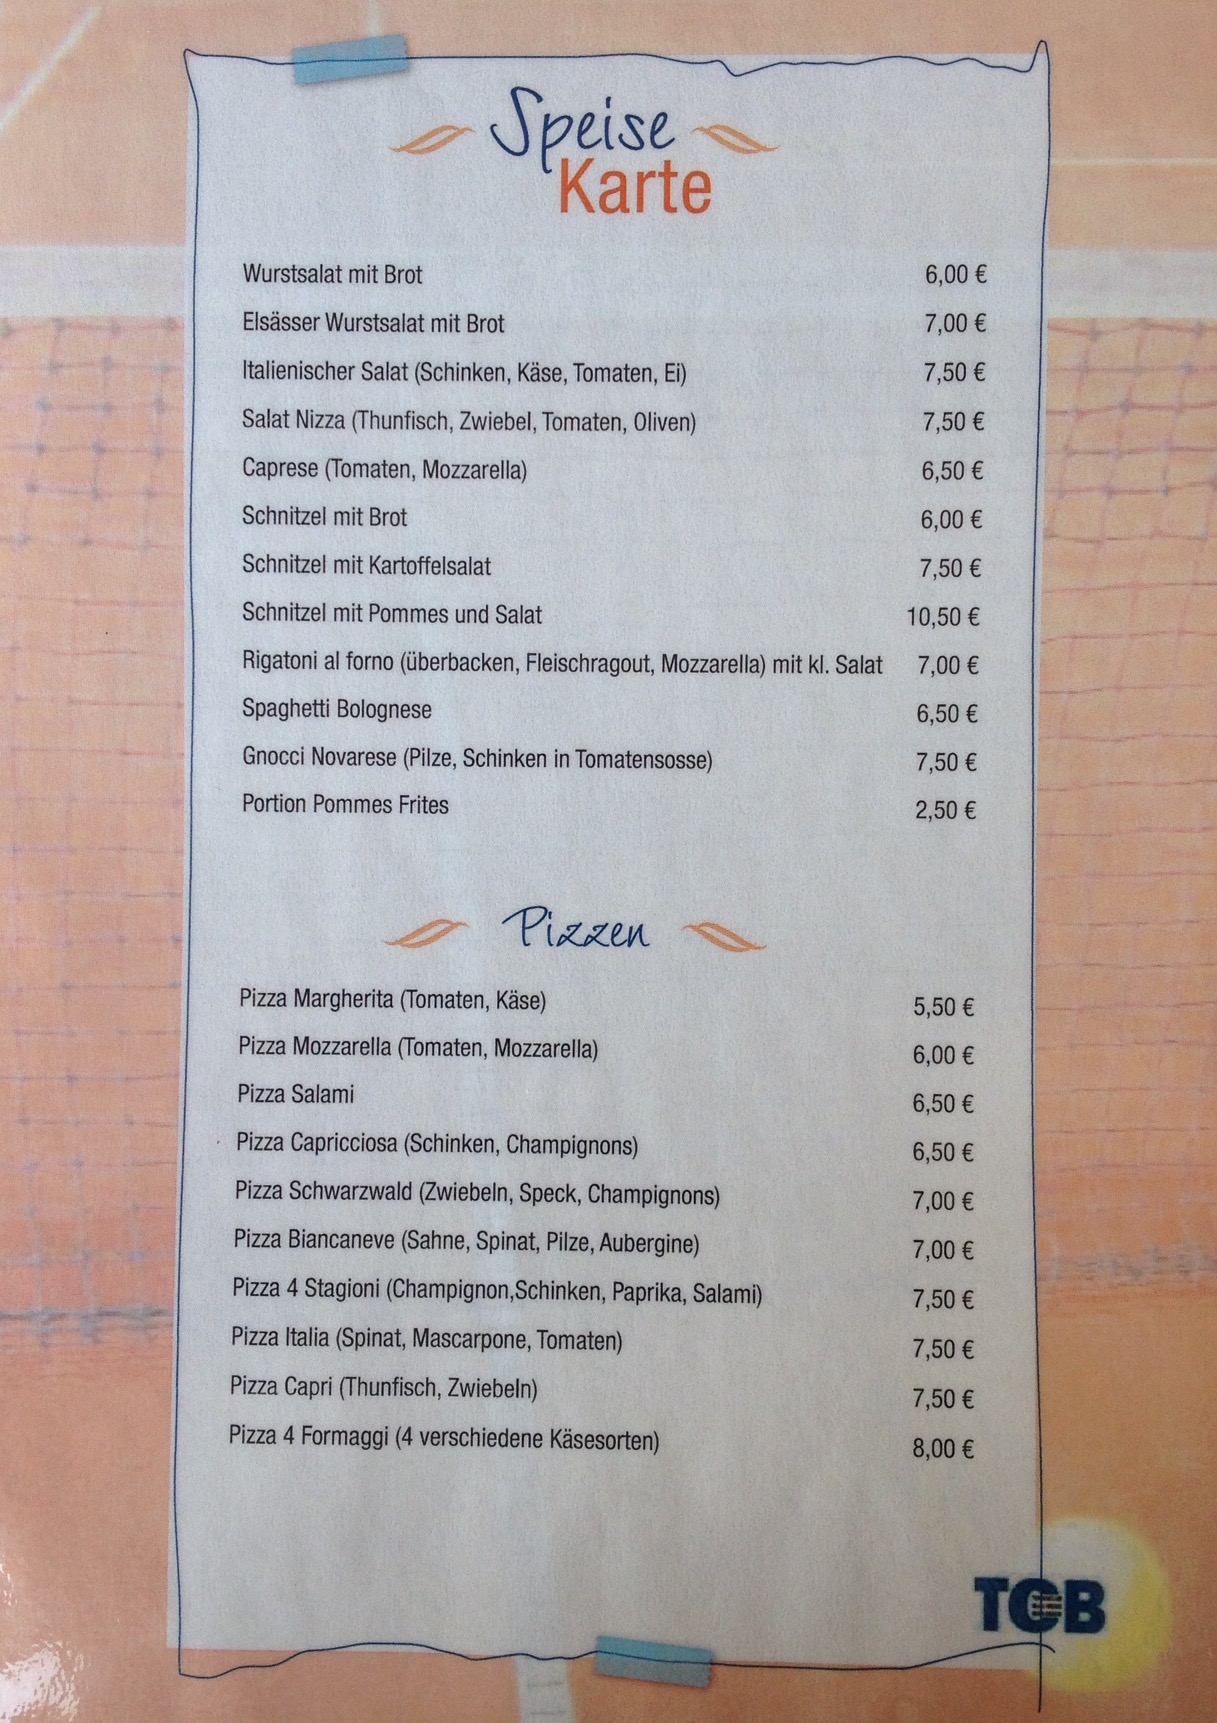 Speise
Karte
Wurstsalat mit Brot 6,00 €
Elsässer Wurstsalat mit Brot 7,00 €
Italienischer Salat (Schinken, Käse, Tomaten, Ei) 7,50 €
Salat Nizza (Thunfisch, Zwiebel, Tomaten, Oliven) 7,50 €
Caprese (Tomaten, Mozzarella) 6,50 €
Schnitzel mit Brot 6,00 €
Schnitzel mit Kartoffelsalat 7,50 €
Schnitzel mit Pommes und Salat 10,50 €
Rigatoni al forno (überbacken, Fleischragout, Mozzarella) mit kl. Salat 7,00 €
Spaghetti Bolognese 6,50 €
Gnocci Novarese (Pilze, Schinken in Tomatensosse) 7,50 €
Portion Pommes Frites 2,50 €
Pizzen
Pizza Margherita (Tomaten, Käse) 5,50 €
Pizza Mozzarella (Tomaten, Mozzarella) 6,00 €
Pizza Salami 6,50 €
Pizza Capricciosa (Schinken, Champignons) 6,50 €
Pizza Schwarzwald (Zwiebeln, Speck, Champignons) 7,00 €
Pizza Biancaneve (Sahne, Spinat, Pilze, Aubergine) 7,00 €
Pizza 4 Stagioni (Champignon,Schinken, Paprika, Salami) 7,50 €
Pizza Italia (Spinat, Mascarpone, Tomaten) 7,50 €
Pizza Capri (Thunfisch, Zwiebeln) 7,50 €
Pizza 4 Formaggi (4 verschiedene Käsesorten) 8,00 €
TCB